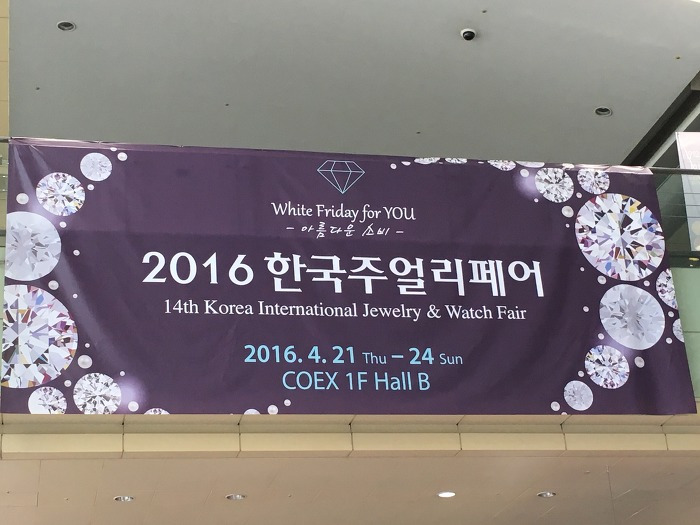 White Friday for YOU
- 아름다운 소비 -
2016 한국주얼리페어
14th Korea International Jewelry & Watch Fair
2016. 4. 21 Thu – 24 Sun
COEX 1F Hall B